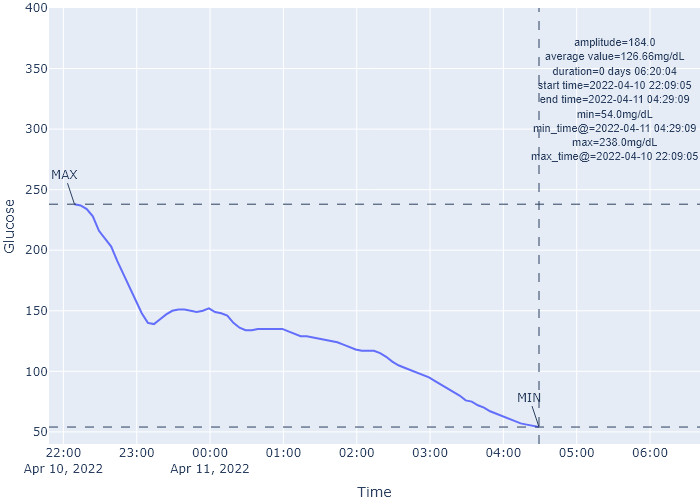 400
amplitude=184.0
average value=126.66mg/dL
350
duration=0 days 06:20:04
start time=2022-04-10 22:09:05
end time=2022-04-11 04:29:09
min=54.0mg/dL
300
min_time@=2022-04-11 04:29:09
max=238.0mg/dL
max_time@=2022-04-10 22:09:05
250
MAX
Glucose
200
150
100
MIN
50
22:00 23:00 00:00 01:00 02:00 03:00 04:00 05:00 06:00
Apr 10, 2022 Apr 11, 2022
Time